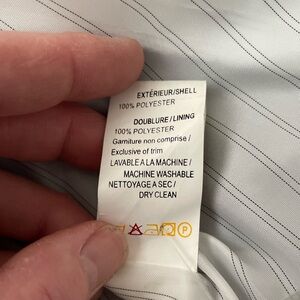 EXTÉRIEUR/SHELL
100% POLYESTER
DOUBLURE / LINING
100% POLYESTER
Garniture non comprise /
Exclusive of trim
LAVABLE A LA MACHINE /
MACHINE WASHABLE
NETTOYAGE A SEC /
DRY CLEAN
P